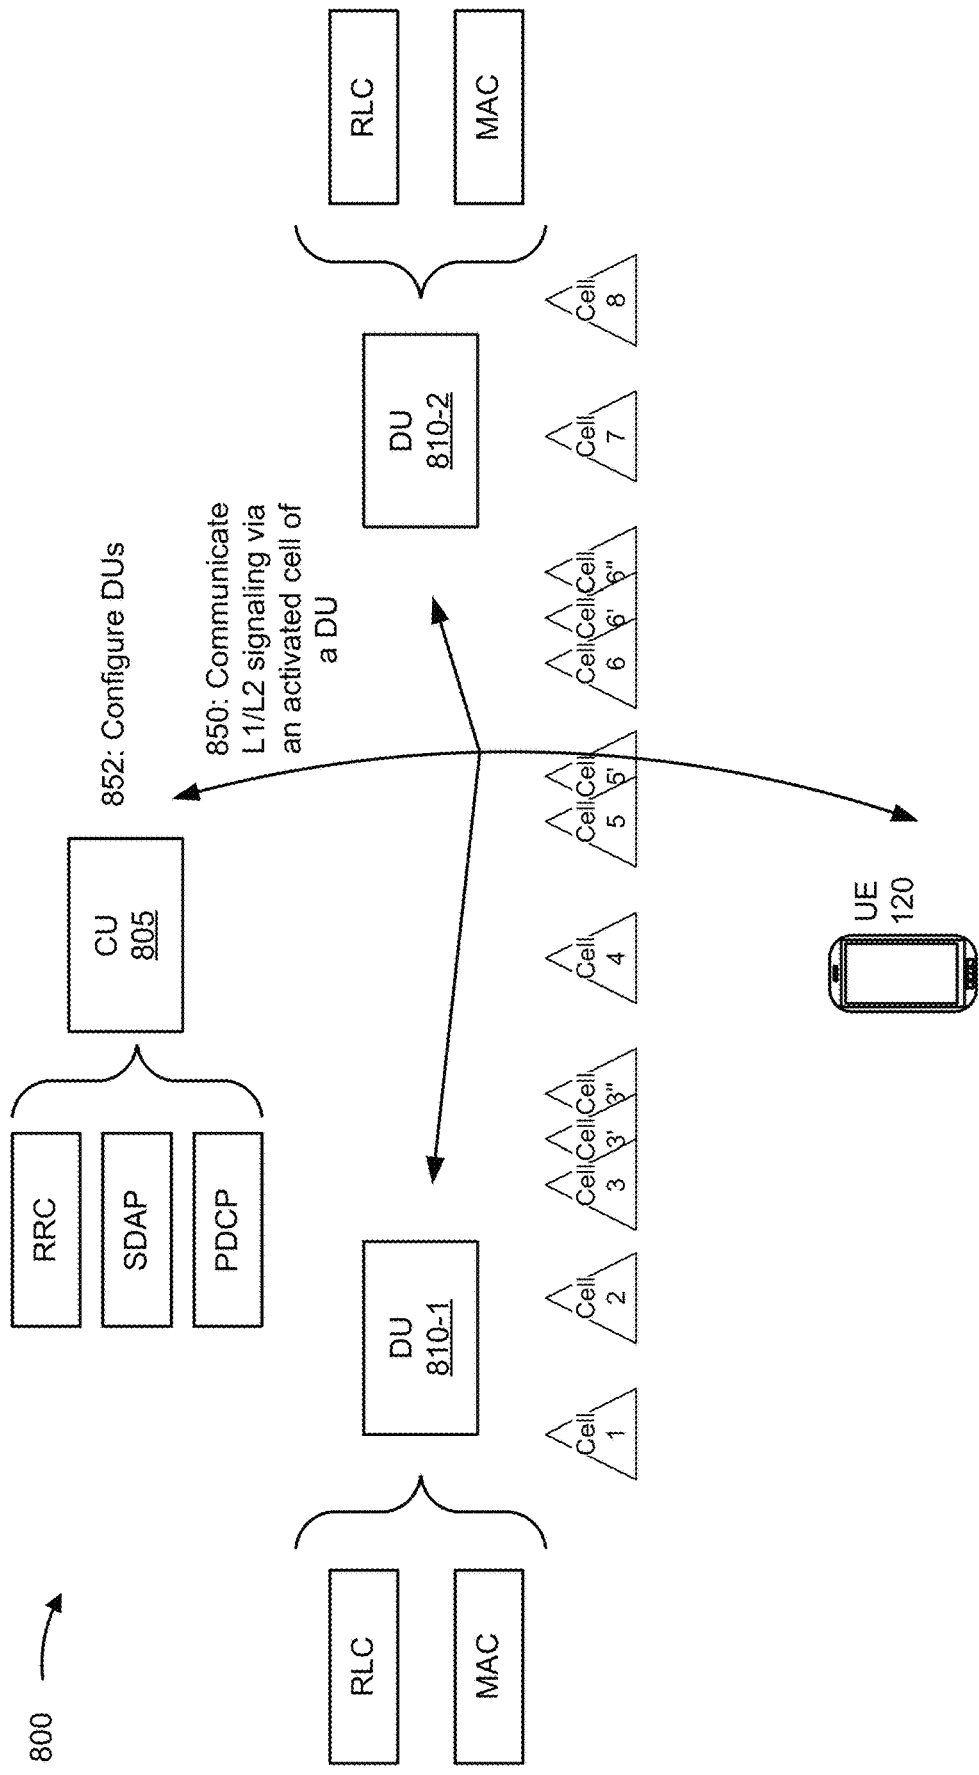 800
RRC
SDAP
PDCP
CU
805
852: Configure DUs
850: Communicate
L1/L2 signaling via
an activated cell of
a DU
RLC
MAC
DU
810-1
DU
810-2
RLC
MAC
Cell
1
Cell
2
Cell
3
Cell
3'
Cell
3"
Cell
4
Cell
5
Cell
5'
Cell
6
Cell
6'
Cell
6"
Cell
7
Cell
8
UE
120